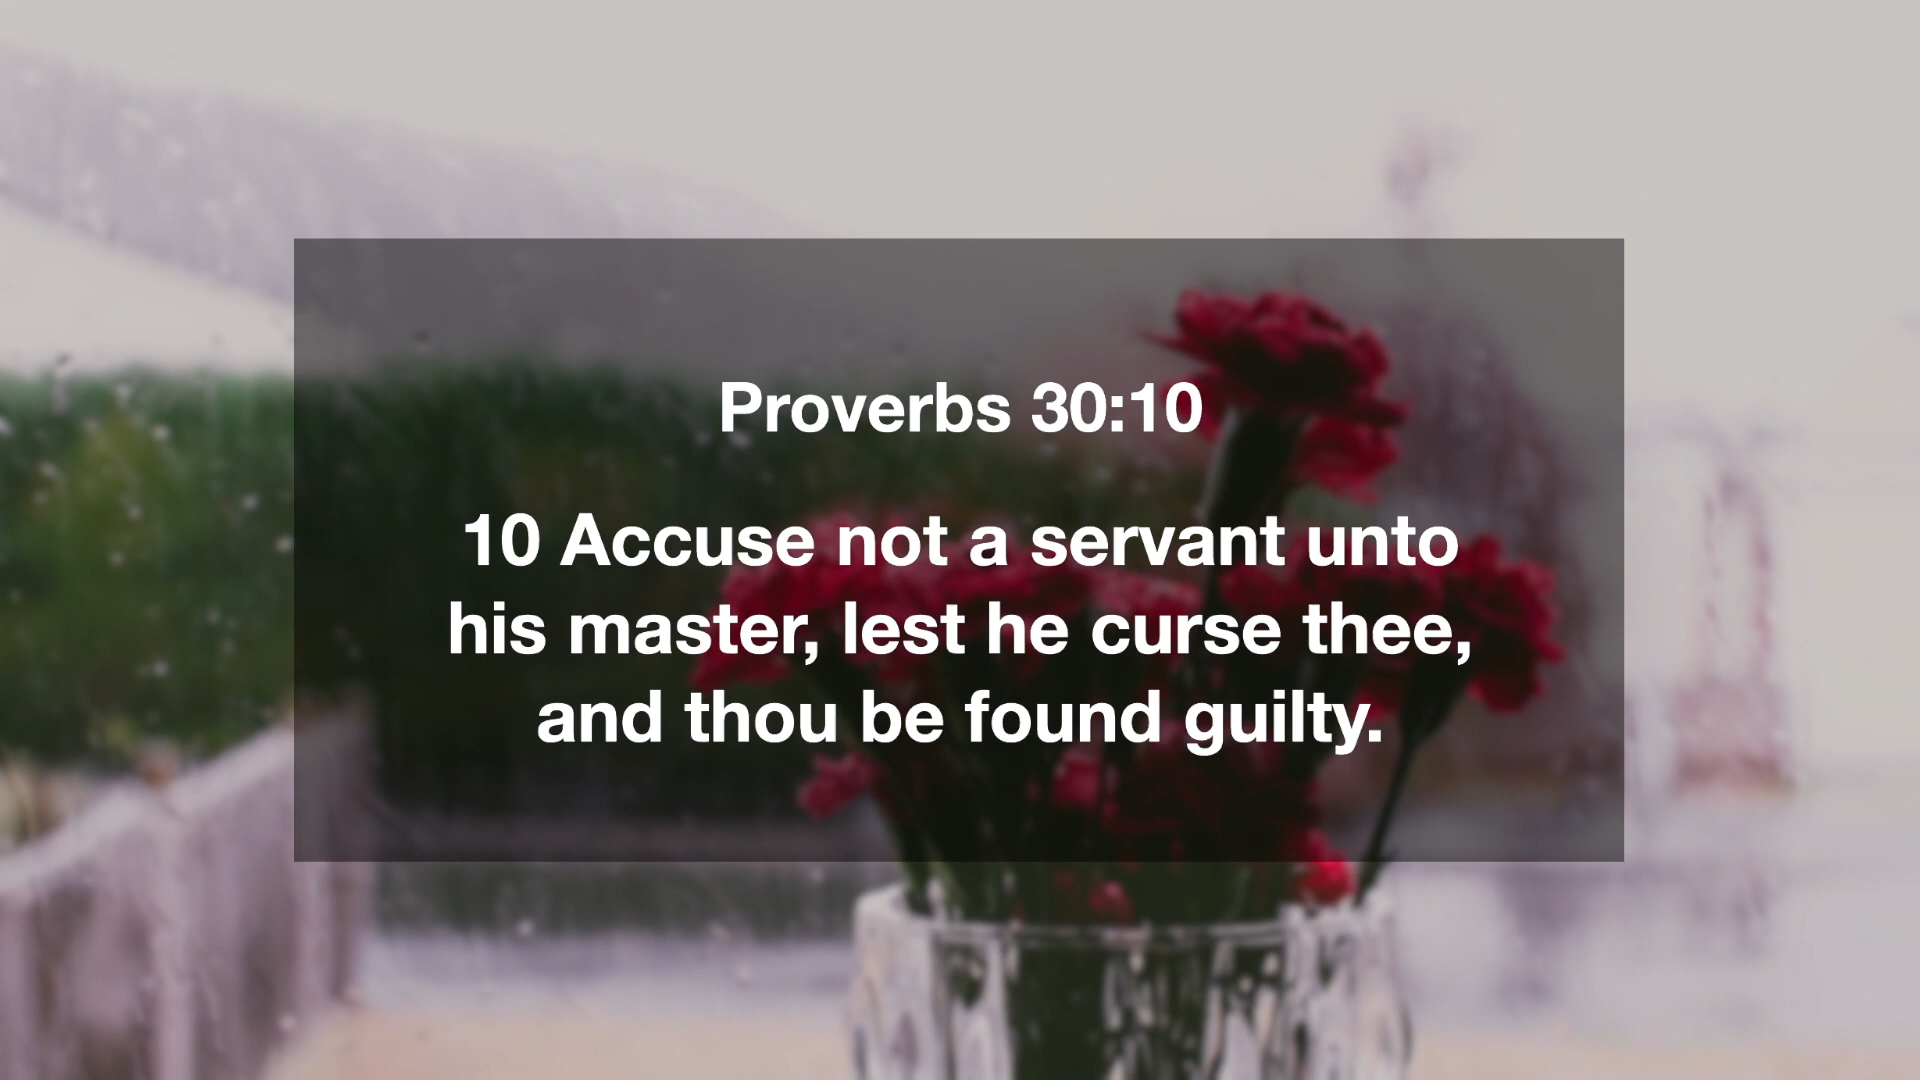 Proverbs 30:10
10 Accuse not a servant unto
his master, lest he curse thee,
and thou be found guilty.